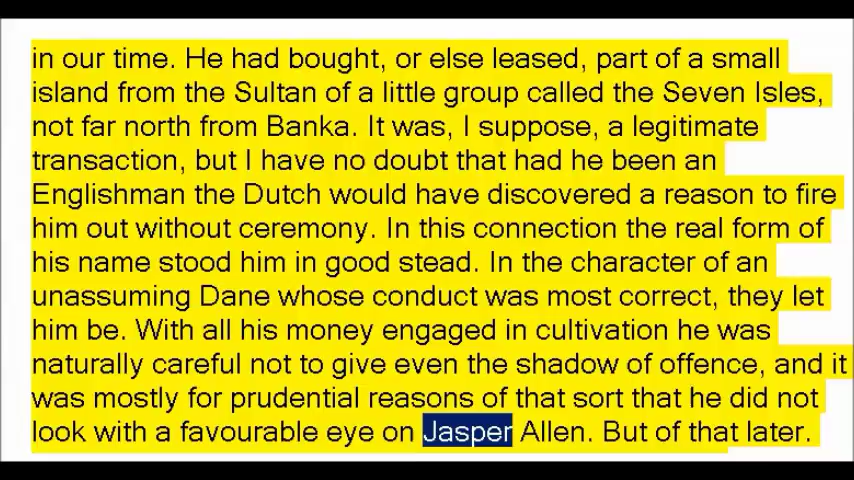 in our time. He had bought, or else leased, part of a small
island from the Sultan of a little group called the Seven Isles,
not far north from Banka. It was, I suppose, a legitimate
transaction, but I have no doubt that had he been an
Englishman the Dutch would have discovered a reason to fire
him out without ceremony. In this connection the real form of
his name stood him in good stead. In the character of an
unassuming Dane whose conduct was most correct, they let
him be. With all his money engaged in cultivation he was
naturally careful not to give even the shadow of offence, and it
was mostly for prudential reasons of that sort that he did not
look with a favourable eye on Jasper Allen. But of that later.